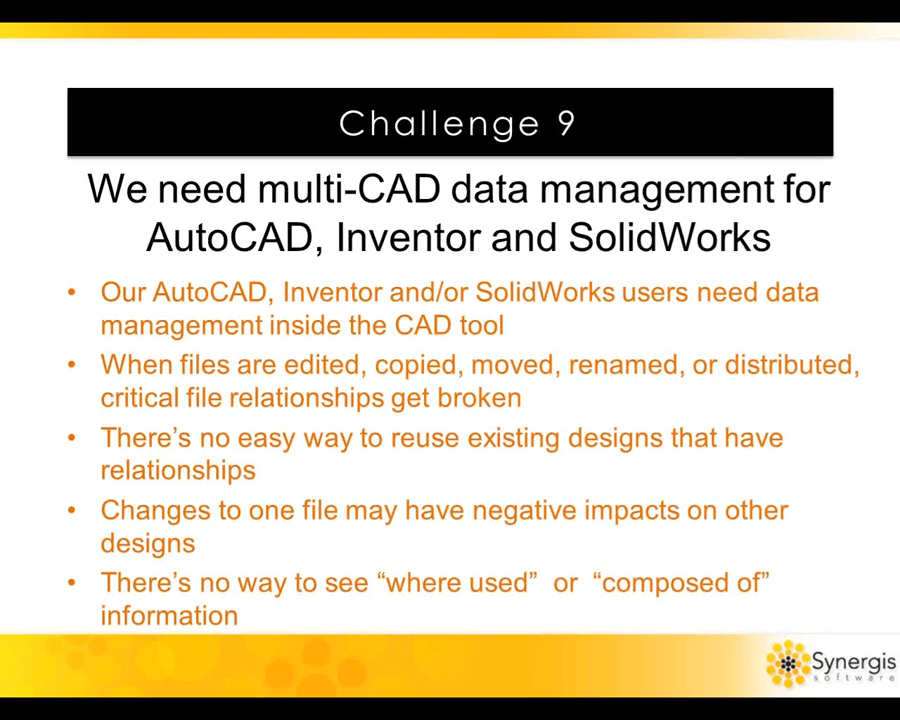 Challenge 9
We need multi-CAD data management for
AutoCAD, Inventor and SolidWorks
• Our AutoCAD, Inventor and/or SolidWorks users need data
management inside the CAD tool
• When files are edited, copied, moved, renamed, or distributed,
critical file relationships get broken
• There’s no easy way to reuse existing designs that have
relationships
• Changes to one file may have negative impacts on other
designs
• There’s no way to see “where used” or “composed of”
information
Synergis
software